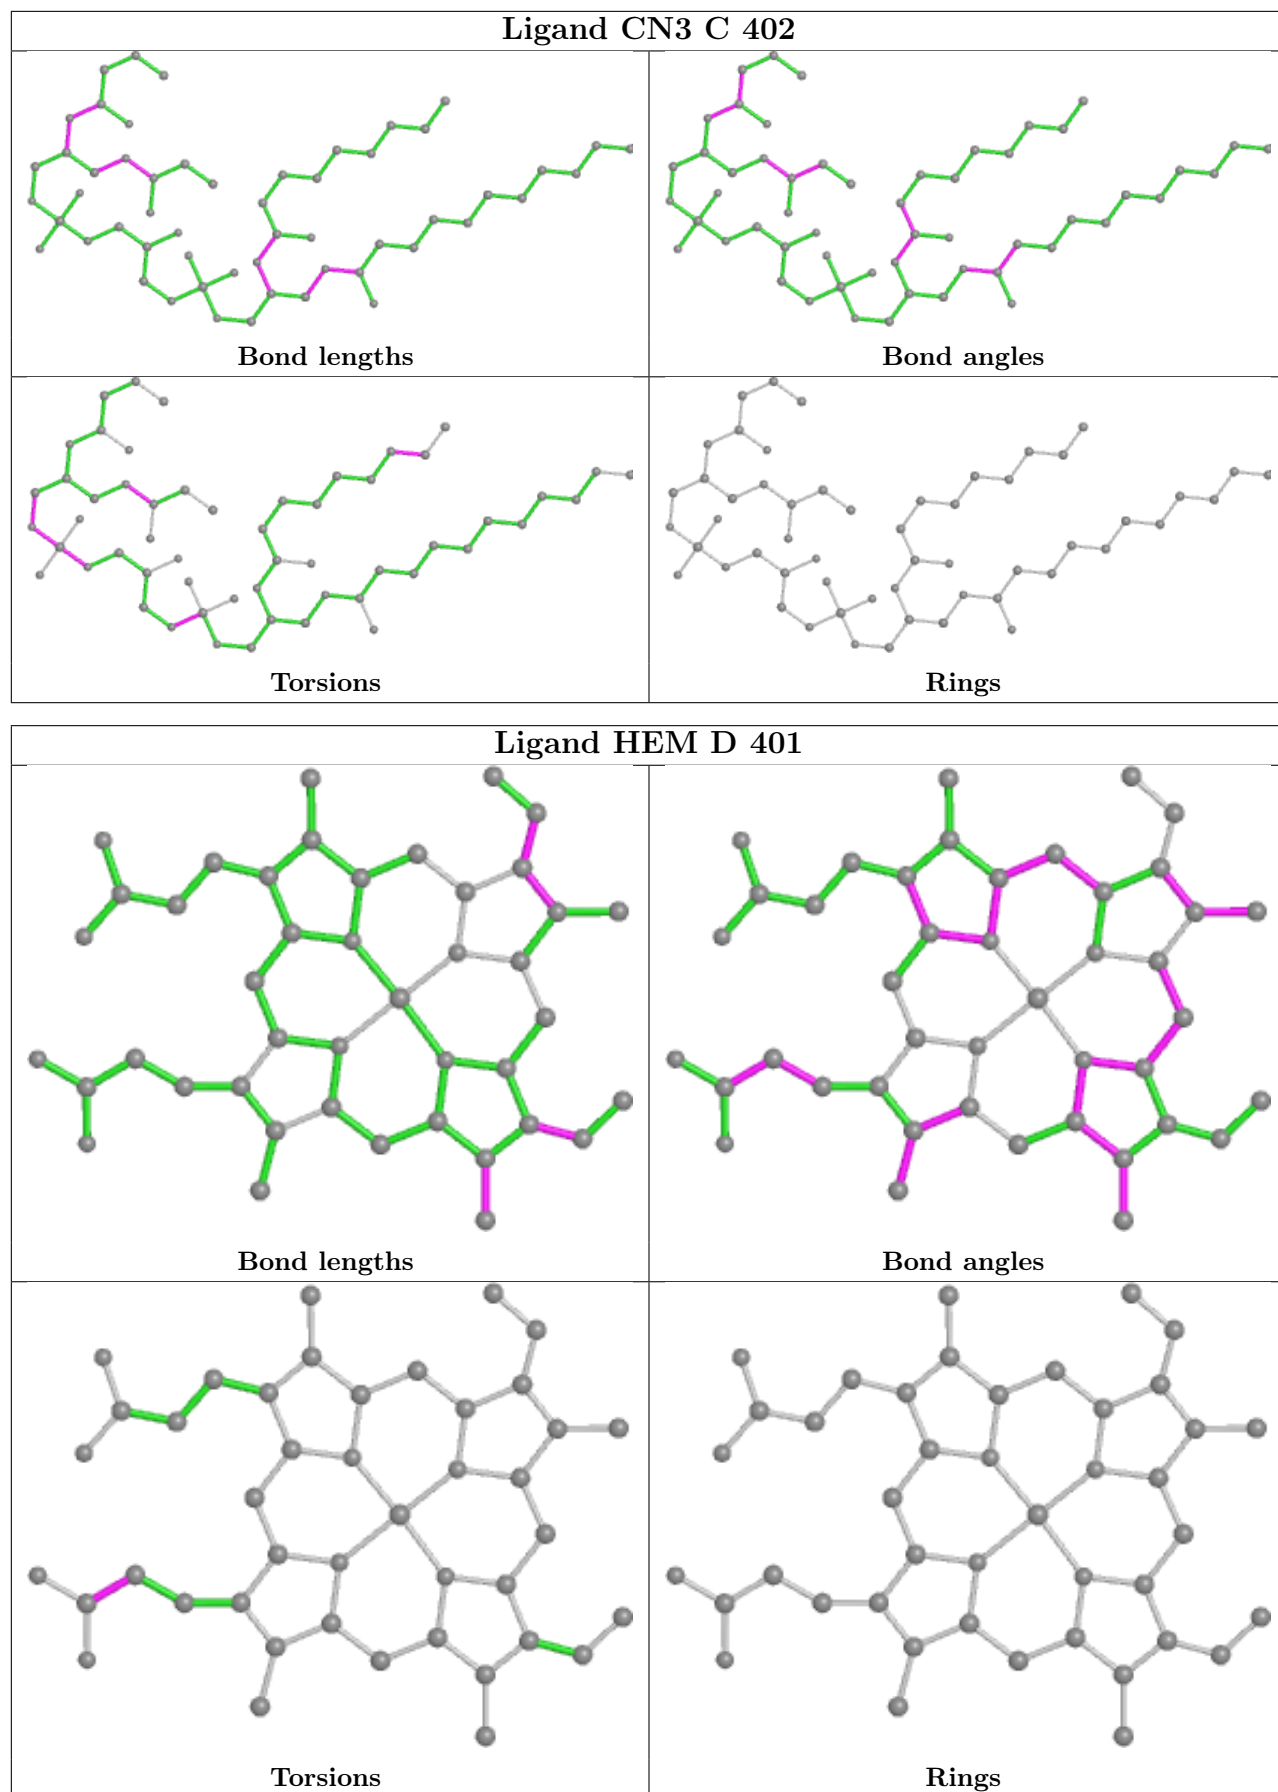 Ligand CN3 C 402
Bond lengths
Bond angles
Torsions
Rings
Ligand HEM D 401
Bond lengths
Bond angles
Torsions
Rings